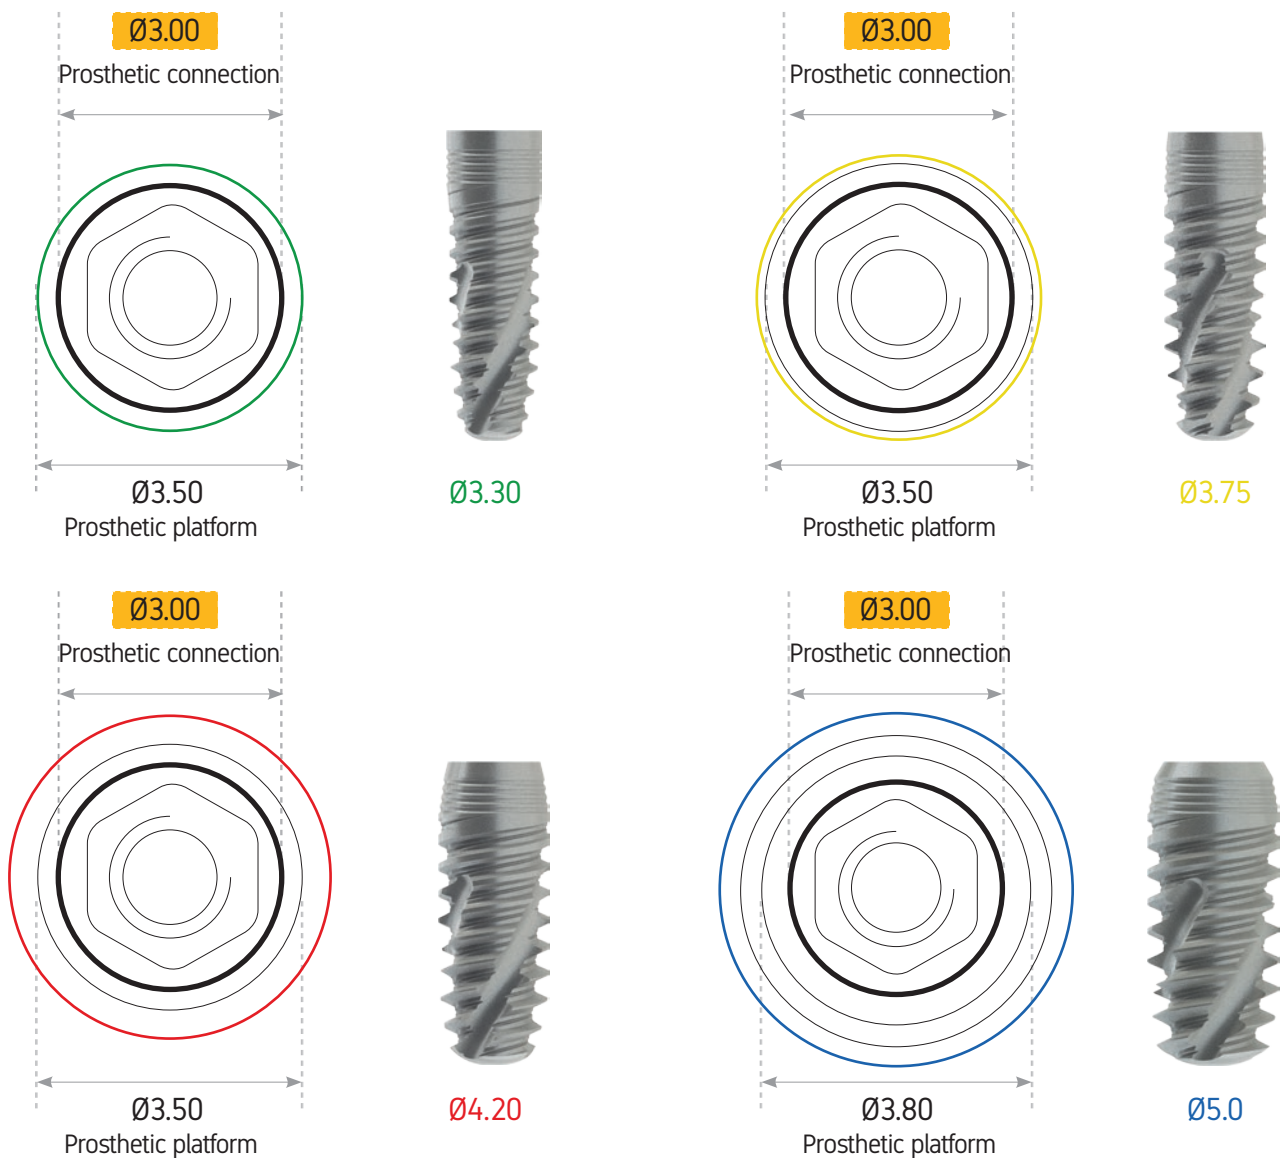 Ø3.00
Prosthetic connection
Ø3.50
Prosthetic platform
Ø3.30
Ø3.00
Prosthetic connection
Ø3.50
Prosthetic platform
Ø3.75
Ø3.00
Prosthetic connection
Ø3.50
Prosthetic platform
Ø4.20
Ø3.00
Prosthetic connection
Ø3.80
Prosthetic platform
Ø5.0